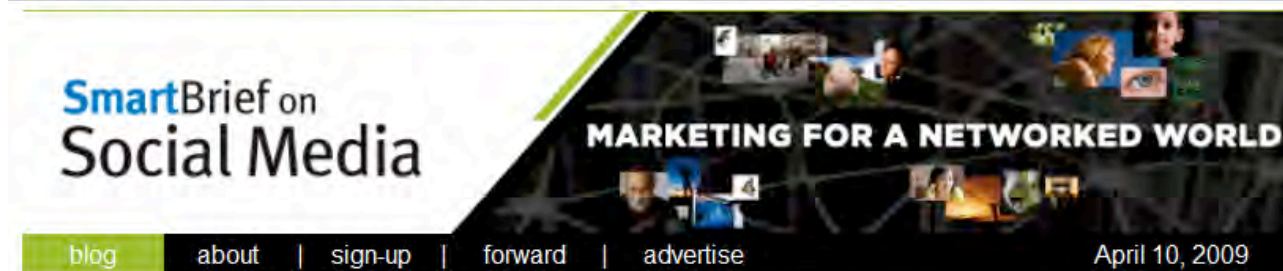 SmartBrief on
Social Media
MARKETING FOR A NETWORKED WORLD
blog about | sign-up | forward | advertise April 10, 2009